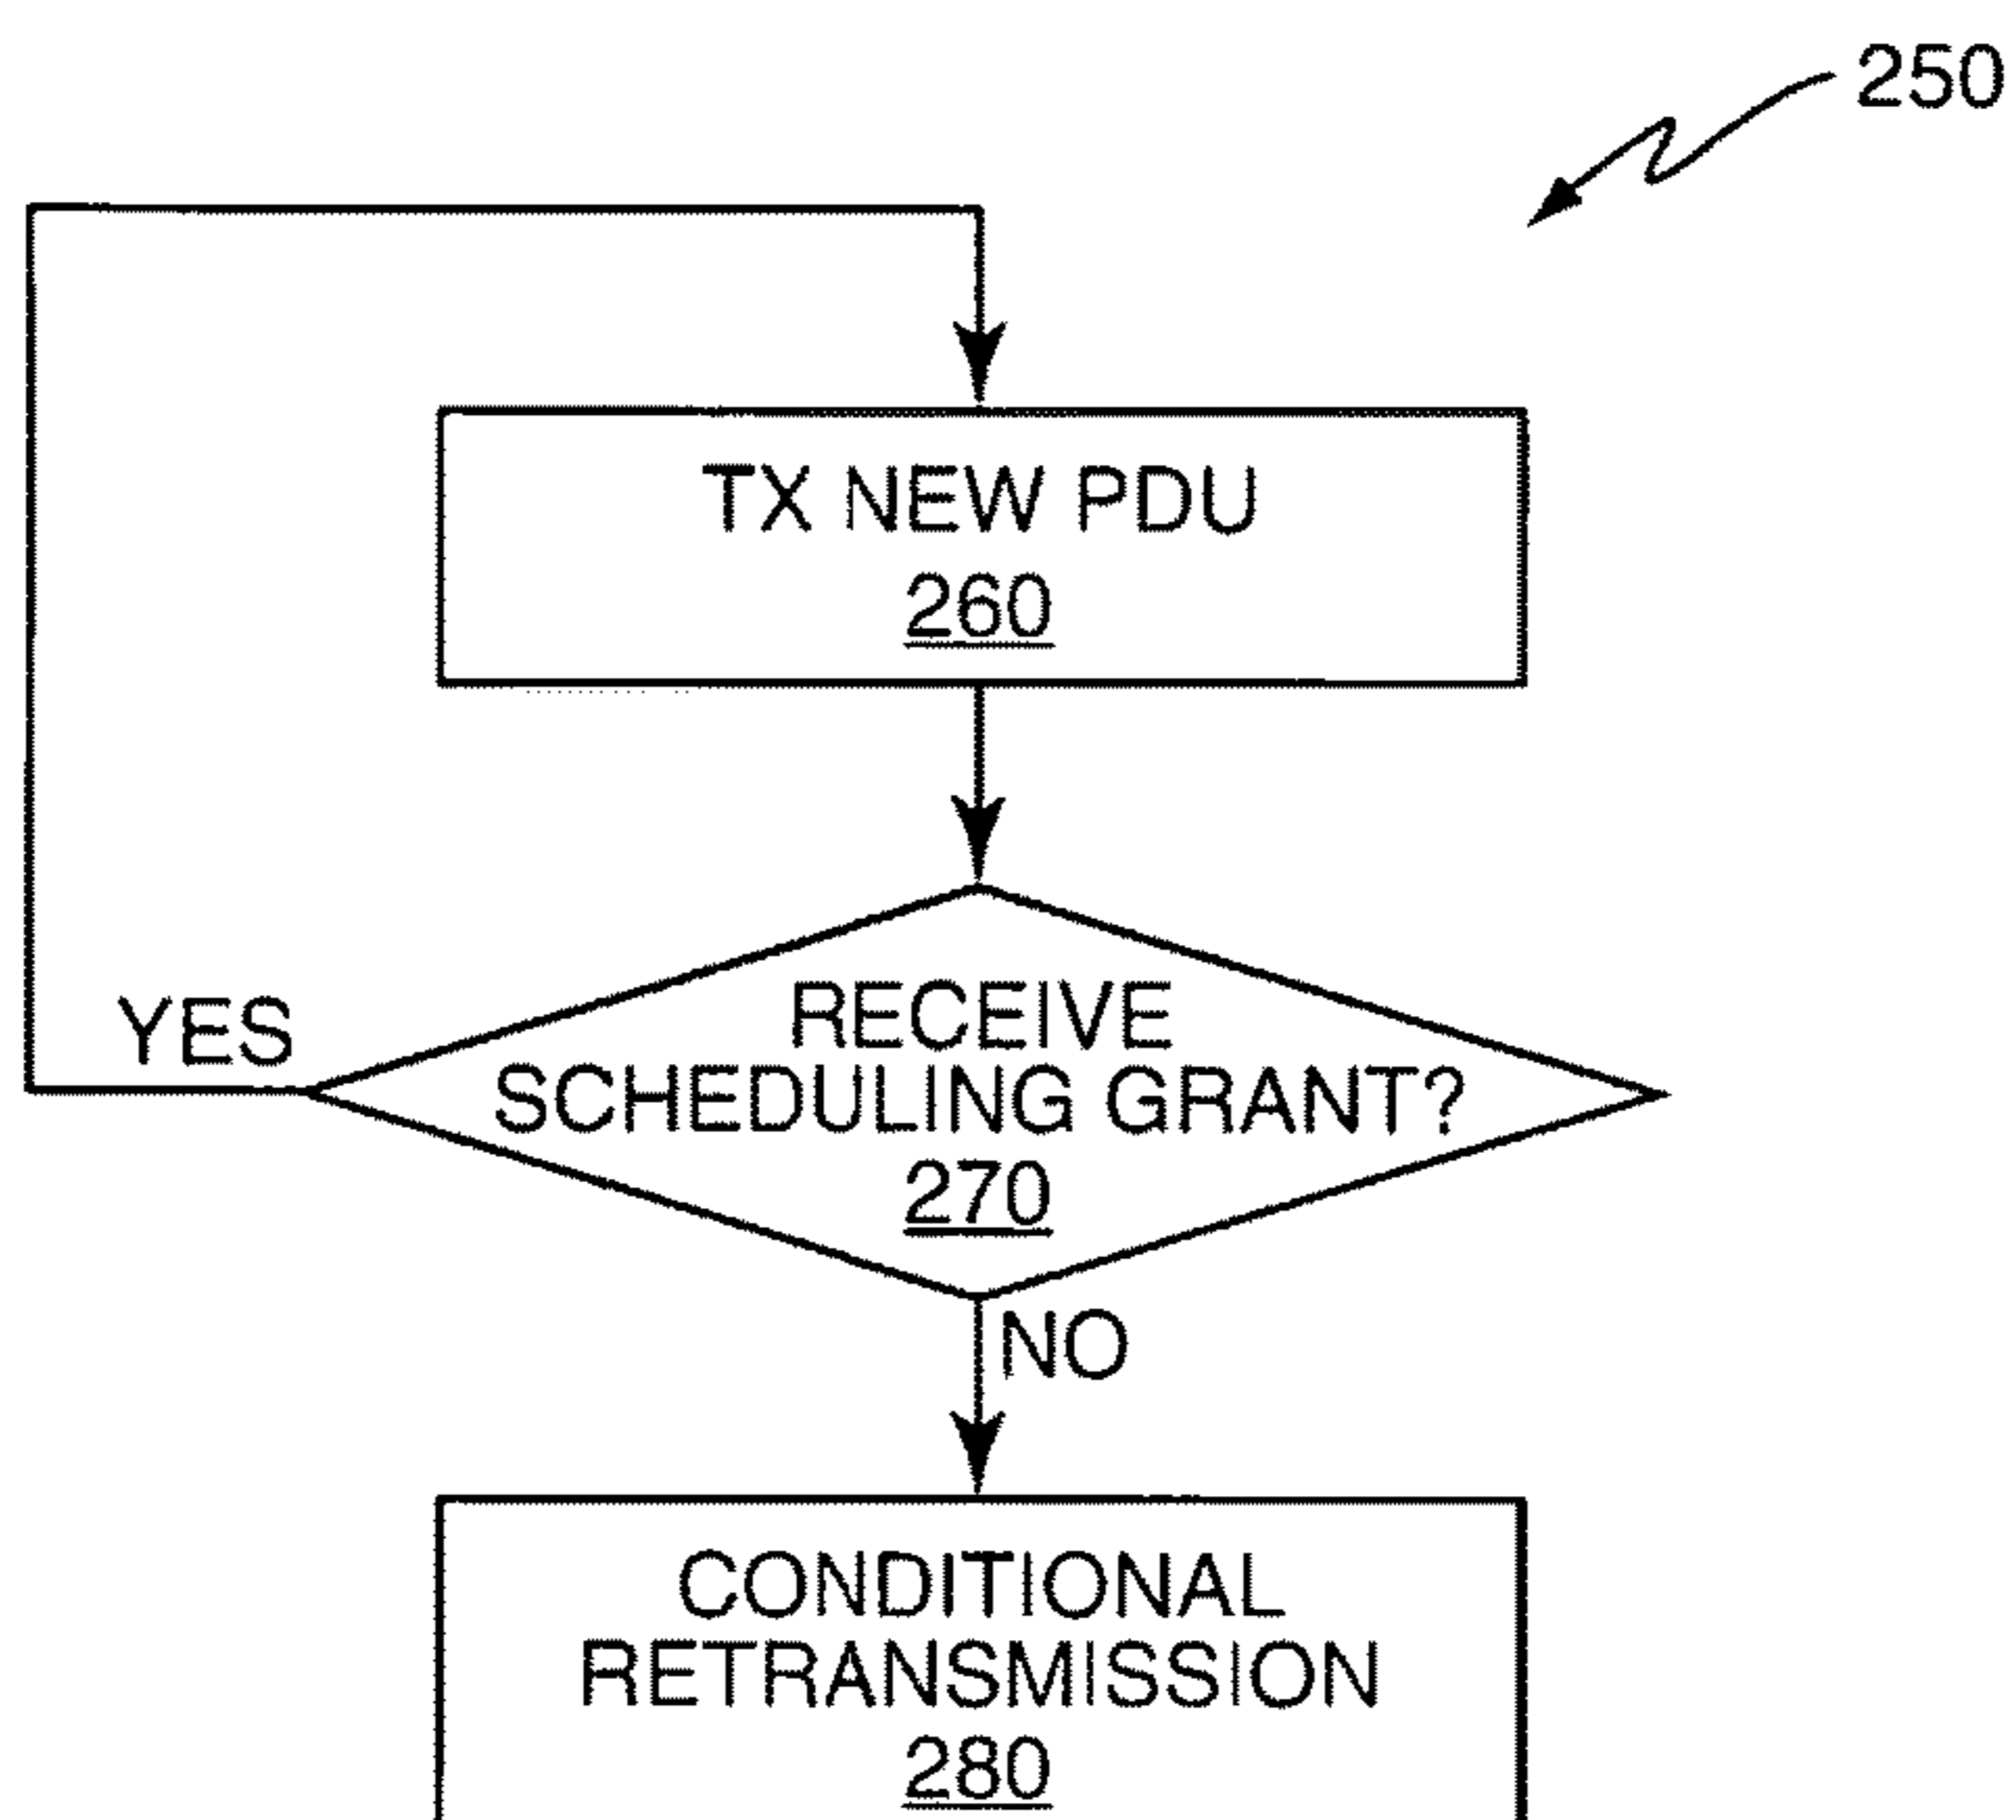 250
TX NEW PDU
260
YES
RECEIVE
SCHEDULING GRANT?
270
NO
CONDITIONAL
RETRANSMISSION
280